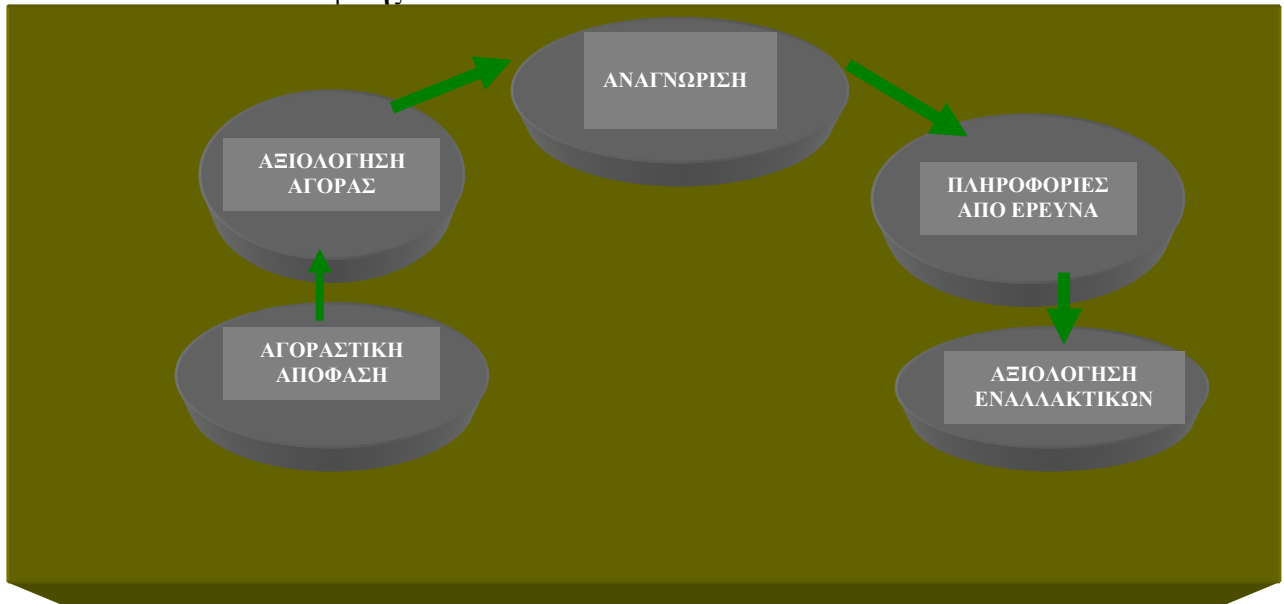 ΑΝΑΓΝΩΡΙΣΗ
ΑΞΙΟΛΟΓΗΣΗ
ΑΓΟΡΑΣ
ΠΛΗΡΟΦΟΡΙΕΣ
ΑΠΟ ΕΡΕΥΝΑ
ΑΓΟΡΑΣΤΙΚΗ
ΑΠΟΦΑΣΗ
ΑΞΙΟΛΟΓΗΣΗ
ΕΝΑΛΛΑΚΤΙΚΩΝ